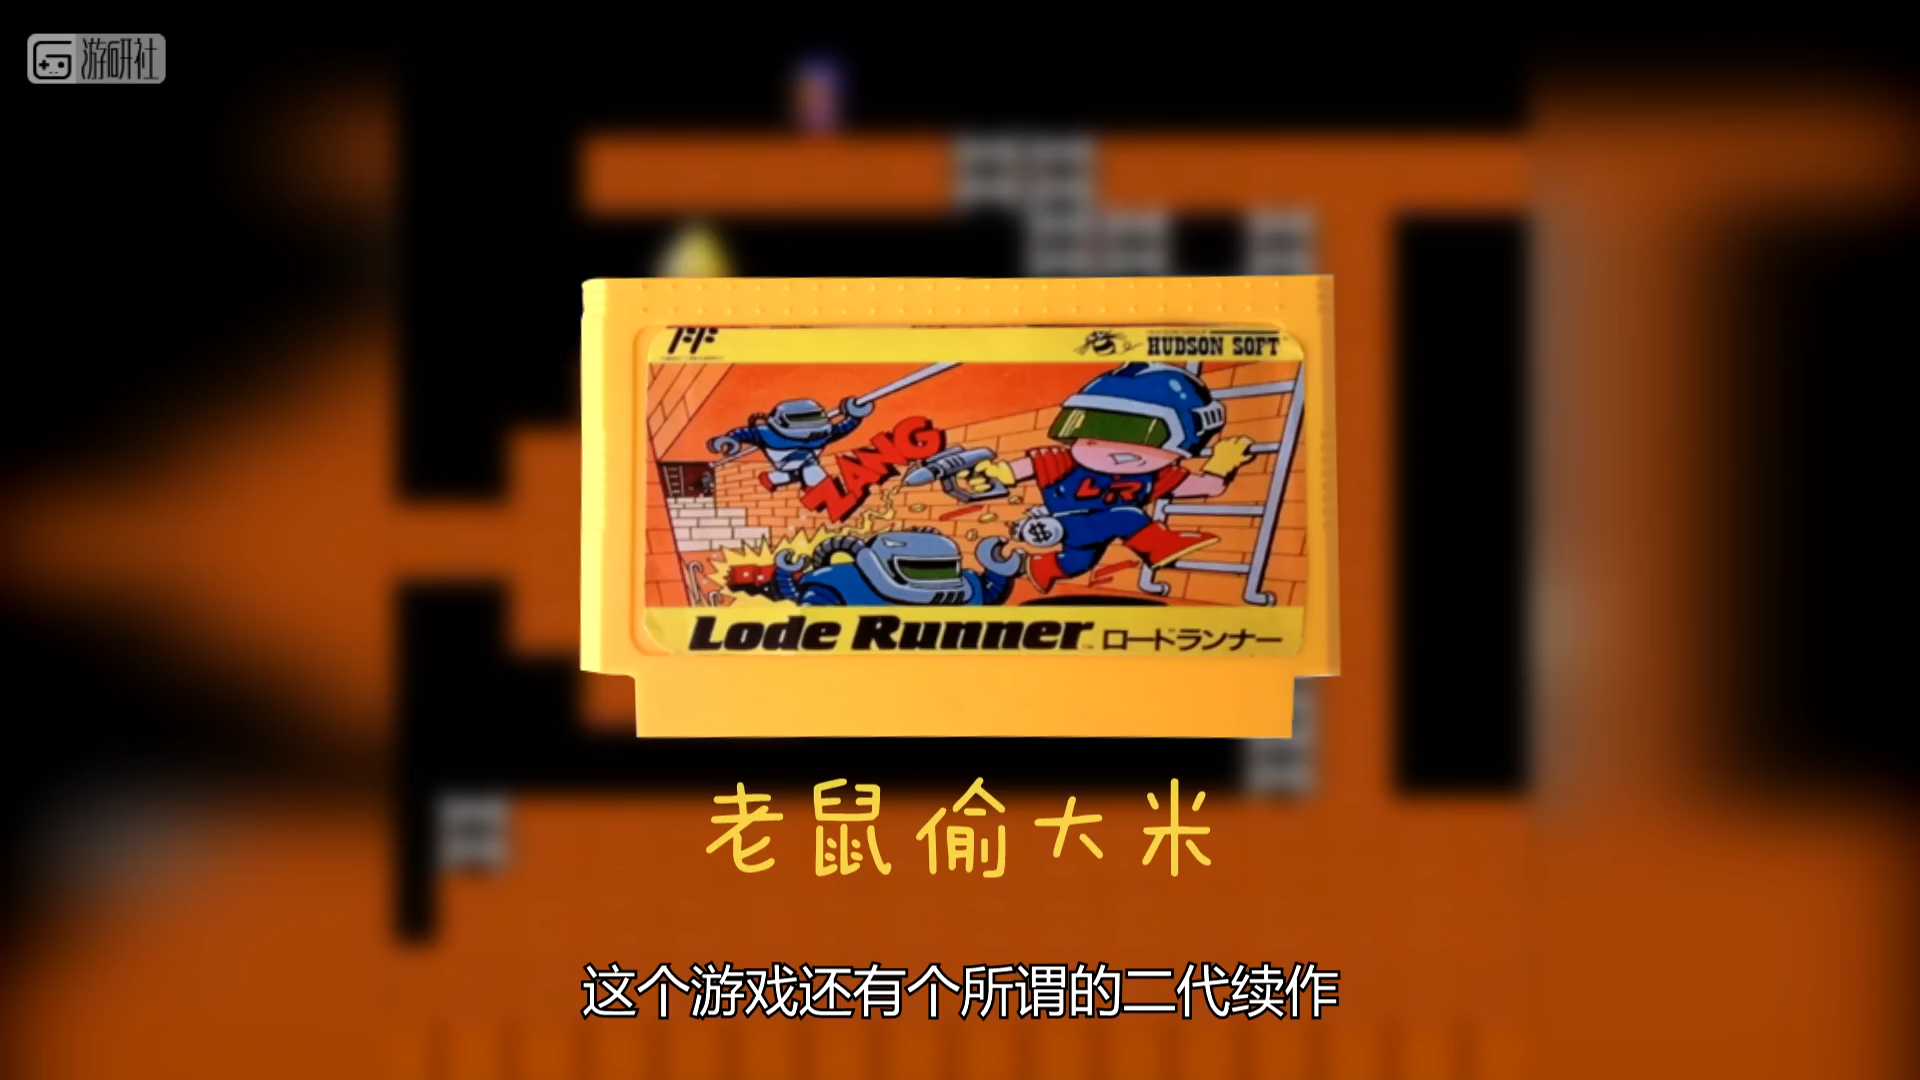 游研社
HUDSON SOFT
ZANG
LR
$
Lode Runner ロードランナー
老鼠偷大米
这个游戏还有个所谓的二代续作